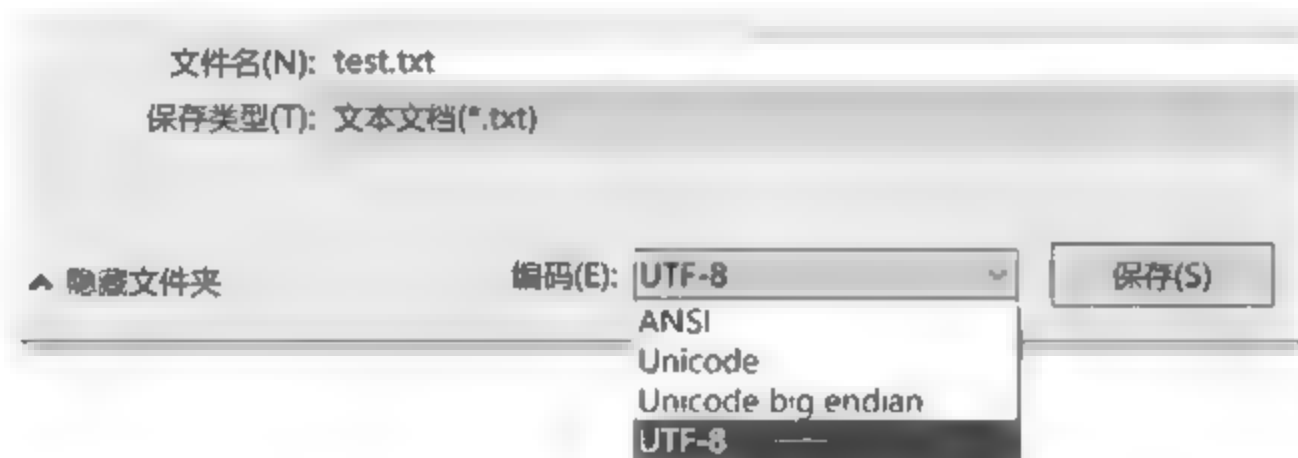 文件名(N): test.txt
保存类型(T): 文本文档(*.txt)
隐藏文件夹 编码(E): UTF-8 保存(S)
ANSI
Unicode
Unicode big endian
UTF-8